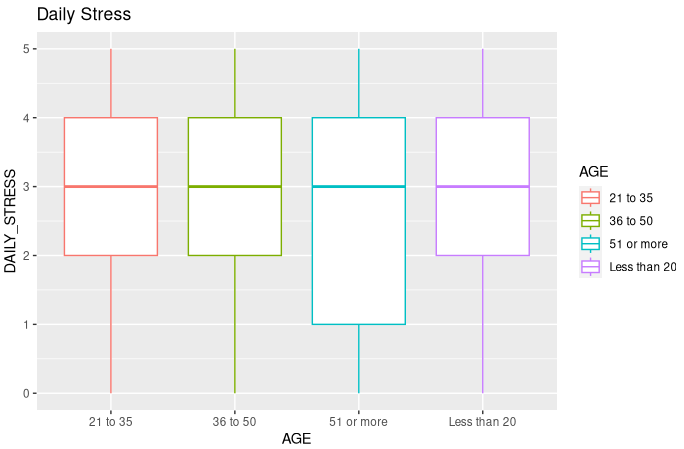 Daily Stress
DAILY_STRESS
5
4
3
2
1
0
21 to 35
36 to 50
51 or more
Less than 20
AGE
AGE
21 to 35
36 to 50
51 or more
Less than 20